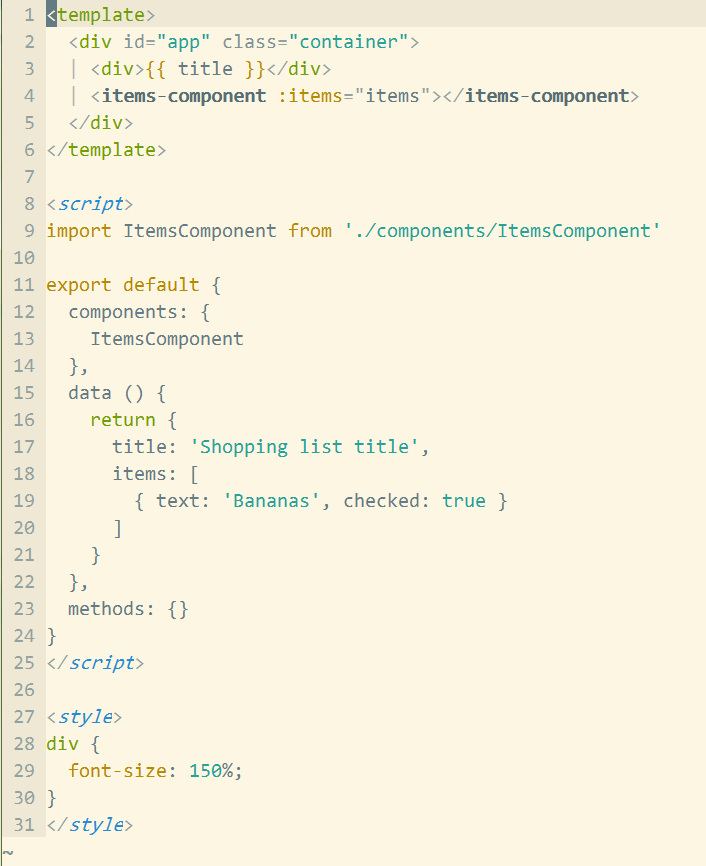 1 <template>
2   <div id="app" class="container">
3   | <div>{{ title }}</div>
4   | <items-component :items="items"></items-component>
5   </div>
6 </template>
7
8 <script>
9 import ItemsComponent from './components/ItemsComponent'
10
11 export default {
12   components: {
13     ItemsComponent
14   },
15   data () {
16     return {
17       title: 'Shopping list title',
18       items: [
19         { text: 'Bananas', checked: true }
20       ]
21     }
22   },
23   methods: {}
24 }
25 </script>
26
27 <style>
28 div {
29   font-size: 150%;
30 }
31 </style>
~